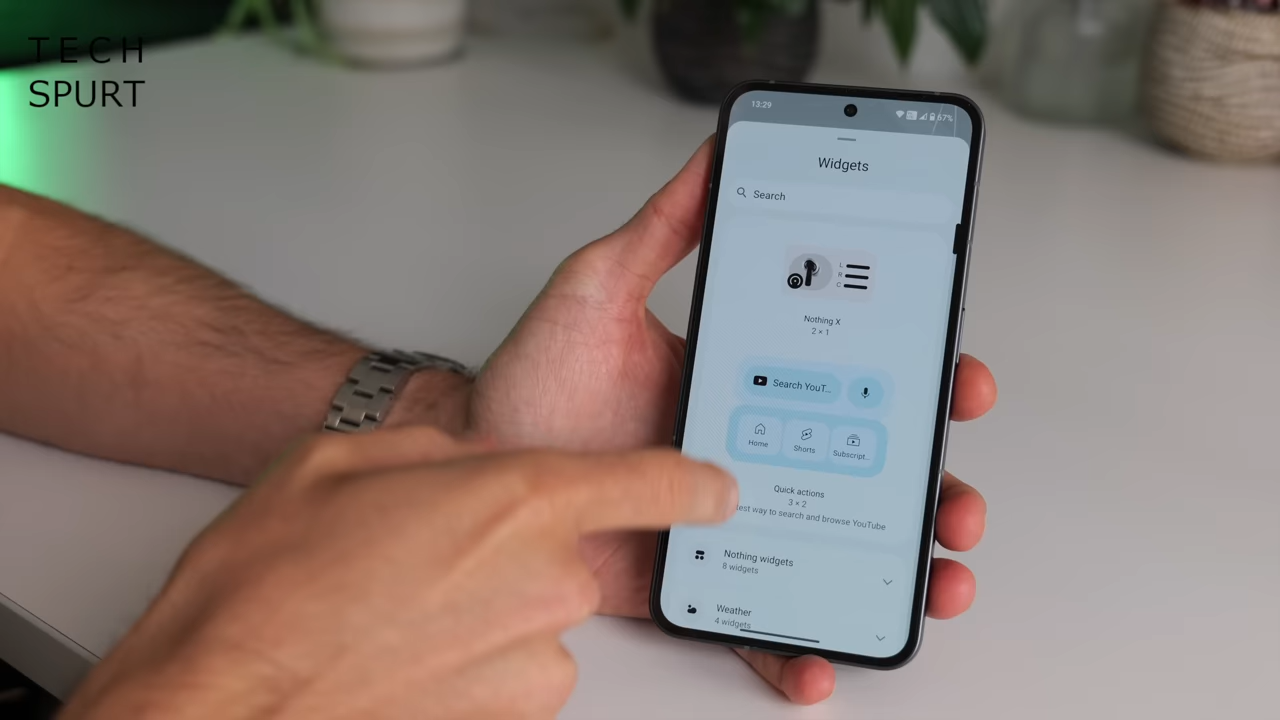 TECH
SPURT
13:29
67%
Widgets
Search
L
R
C
Nothing X
2 × 1
Search YouT...
Home
Shorts
Subscript...
Quick actions
3 × 2
way to search and browse YouTube
Nothing widgets
8 widgets
Weather
4 widgets